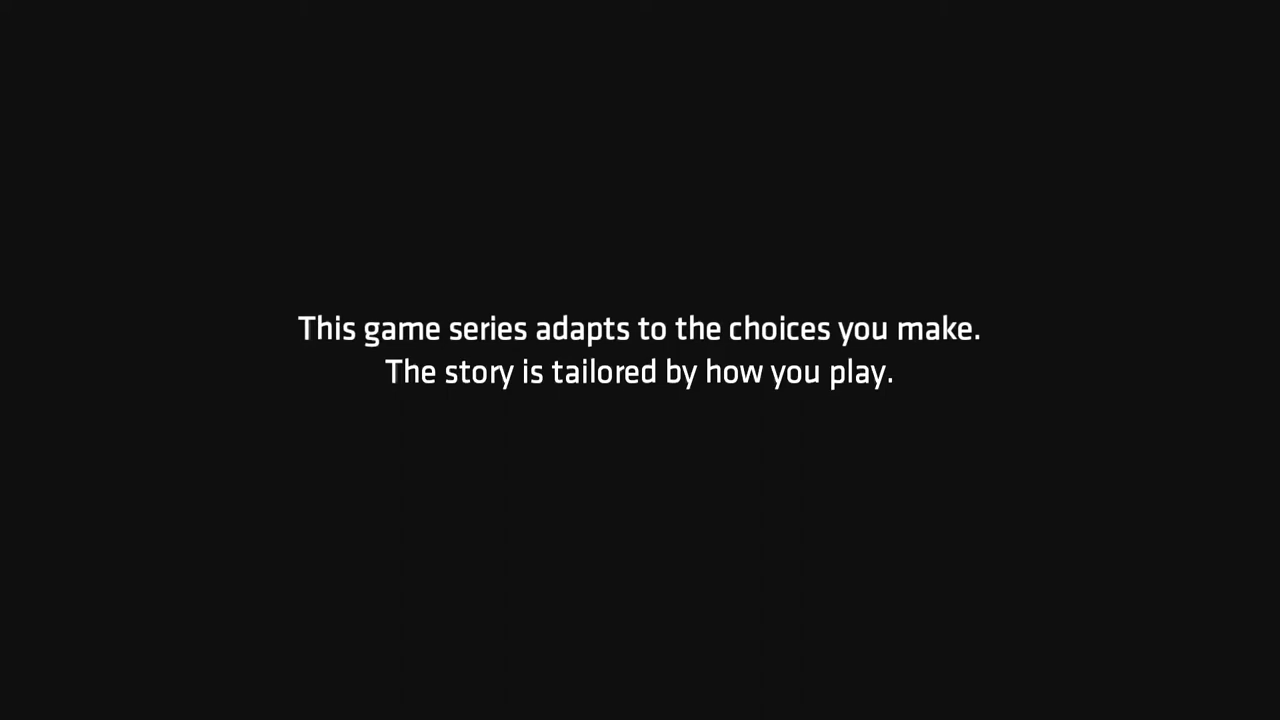 This game series adapts to the choices you make.
The story is tailored by how you play.